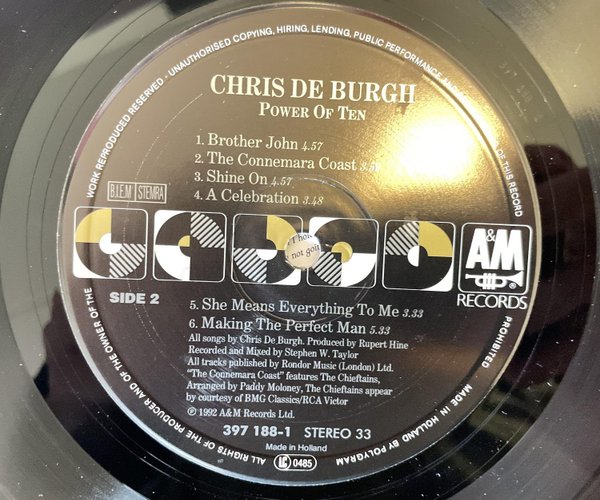 WORK REPRODUCED RESERVED - UNAUTHORISED COPYING, HIRING, LENDING, PUBLIC PERFORMANCE AND OF THIS RECORD PROHIBITED
CHRIS DE BURGH
POWER OF TEN
1. Brother John 4.57
2. The Connemara Coast
3. Shine On 4.57
4. A Celebration 3.48
B.I.E.M STEMRA
not
A&M
RECORDS
SIDE 2
5. She Means Everything To Me 3.33
6. Making The Perfect Man 5.33
All songs by Chris De Burgh. Produced by Rupert Hine
Recorded and Mixed by Stephen W. Taylor
All tracks published by Rondor Music (London) Ltd.
"The Connemara Coast" features The Chieftains,
Arranged by Paddy Moloney, The Chieftains appear
by courtesy of BMG Classics/RCA Victor
℗ 1992 A&M Records Ltd.
397 188-1 STEREO 33
Made in Holland
LC 0485
ALL RIGHTS OF THE PRODUCER AND OF THE OWNER OF THE
MADE IN HOLLAND BY POLYGRAM